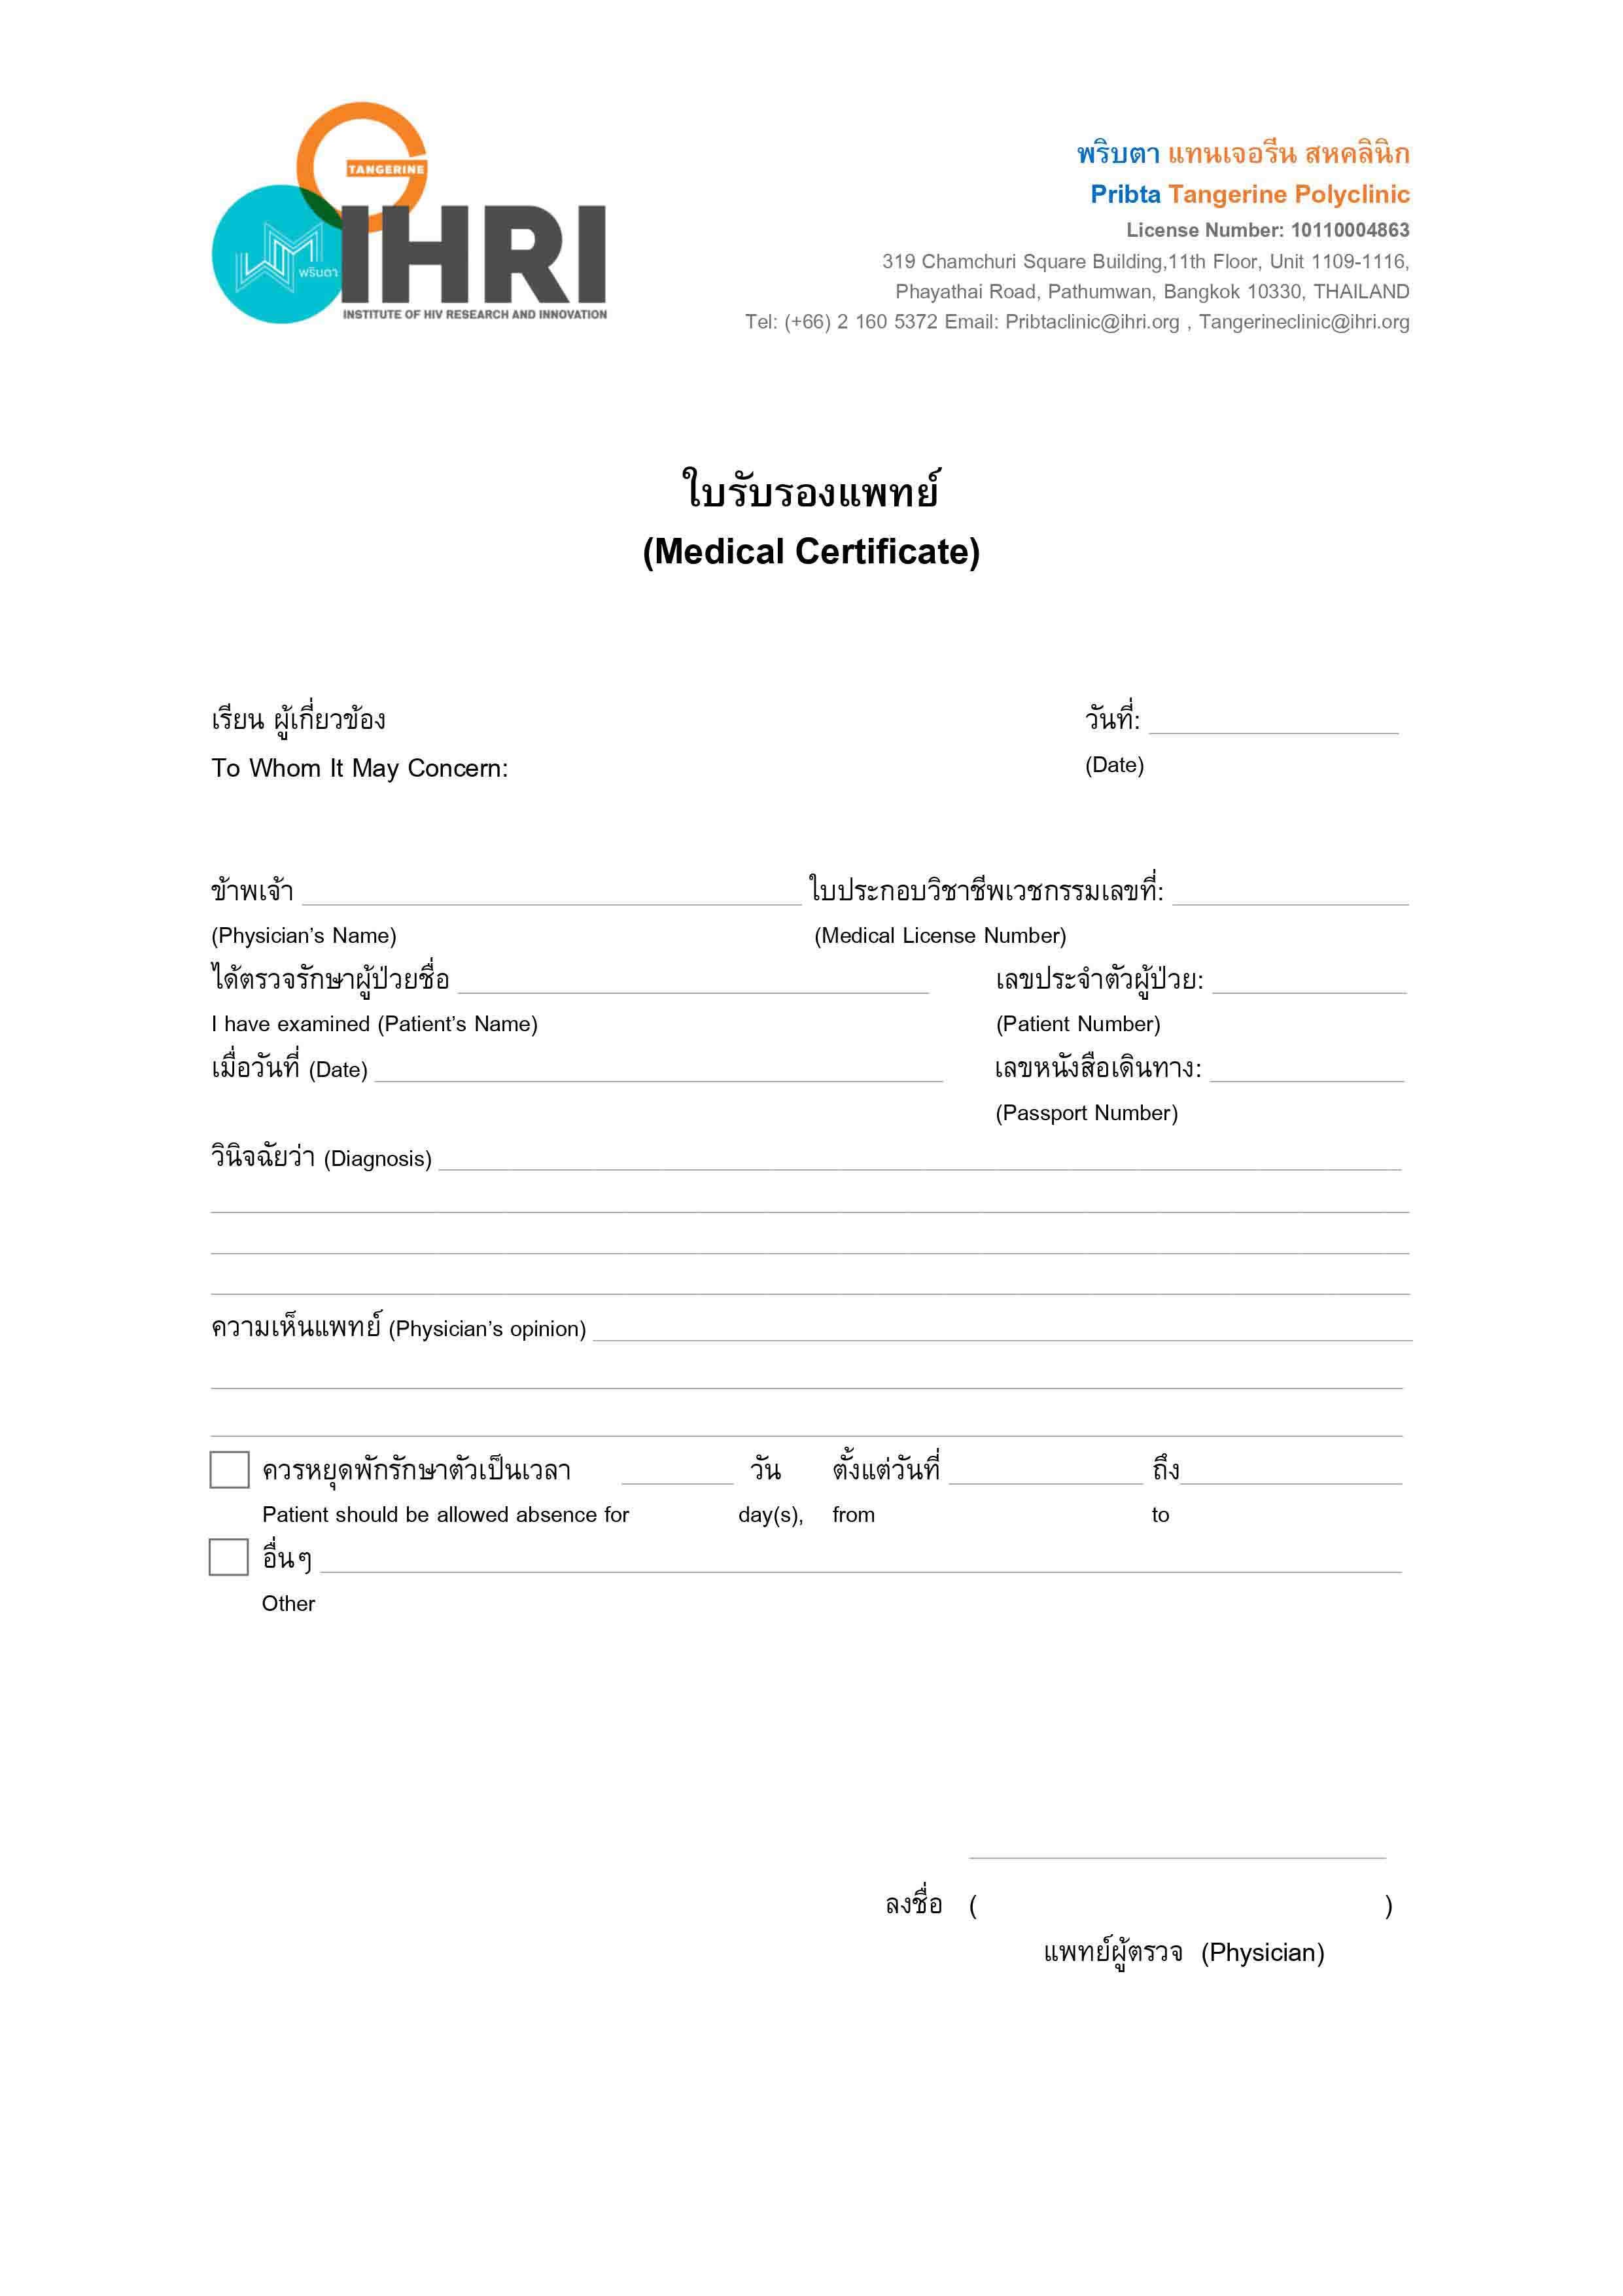 TANGERINE
พริบตา
IHRI
INSTITUTE OF HIV RESEARCH AND INNOVATION
พริบตา แทนเจอรีน สหคลินิก
Pribta Tangerine Polyclinic
License Number: 10110004863
319 Chamchuri Square Building,11th Floor, Unit 1109-1116,
Phayathai Road, Pathumwan, Bangkok 10330, THAILAND
Tel: (+66) 2 160 5372 Email: Pribtaclinic@ihri.org , Tangerineclinic@ihri.org
ใบรับรองแพทย์
(Medical Certificate)
เรียน ผู้เกี่ยวข้อง วันที่:
To Whom It May Concern: (Date)
ข้าพเจ้า ใบประกอบวิชาชีพเวชกรรมเลขที่:
(Physician’s Name) (Medical License Number)
ได้ตรวจรักษาผู้ป่วยชื่อ เลขประจำตัวผู้ป่วย:
I have examined (Patient’s Name) (Patient Number)
เมื่อวันที่ (Date) เลขหนังสือเดินทาง:
(Passport Number)
วินิจฉัยว่า (Diagnosis)
ความเห็นแพทย์ (Physician’s opinion)
ควรหยุดพักรักษาตัวเป็นเวลา วัน ตั้งแต่วันที่ ถึง
Patient should be allowed absence for day(s), from to
อื่นๆ
Other
ลงชื่อ ( )
แพทย์ผู้ตรวจ (Physician)